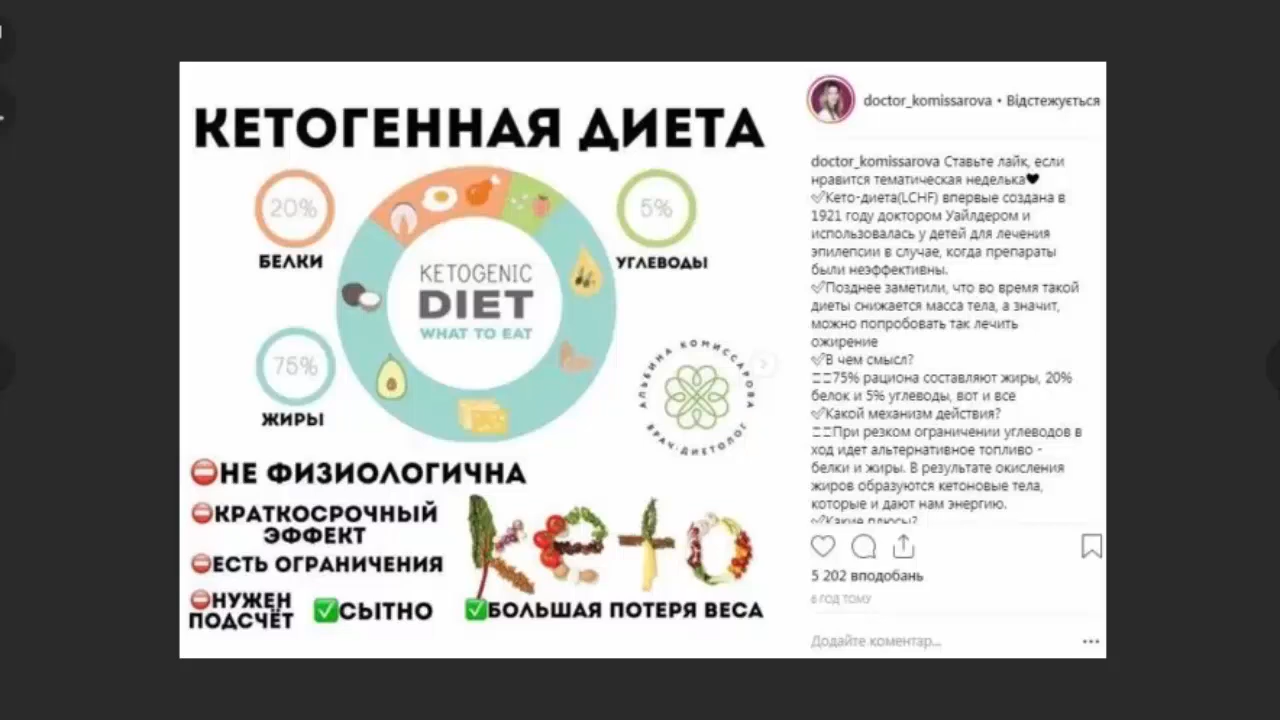 КЕТОГЕННАЯ ДИЕТА
20%
БЕЛКИ
5%
УГЛЕВОДЫ
KETOGENIC
DIET
WHAT TO EAT
75%
ЖИРЫ
АЛЬБИНА КОМИССАРОВА
ВРАЧ-ДИЕТОЛОГ
НЕ ФИЗИОЛОГИЧНА
КРАТКОСРОЧНЫЙ
ЭФФЕКТ
ЕСТЬ ОГРАНИЧЕНИЯ
НУЖЕН
ПОДСЧЁТ
СЫТНО
keto
БОЛЬШАЯ ПОТЕРЯ ВЕСА
doctor_komissarova • Відстежується
doctor_komissarova Ставьте лайк, если
нравится тематическая неделька🖤
✅Кето-диета(LCHF) впервые создана в
1921 году доктором Уайлдером и
использовалась у детей для лечения
эпилепсии в случае, когда препараты
были неэффективны.
✅Позднее заметили, что во время такой
диеты снижается масса тела, а значит,
можно попробовать так лечить
ожирение
✅В чем смысл?
75% рациона составляют жиры, 20%
белок и 5% углеводы, вот и все
✅Какой механизм действия?
При резком ограничении углеводов в
ход идет альтернативное топливо -
белки и жиры. В результате окисления
жиров образуются кетоновые тела,
которые и дают нам энергию.
✅Какие плюсы?
5 202 вподобань
6 ГОД ТОМУ
Додайте коментар...